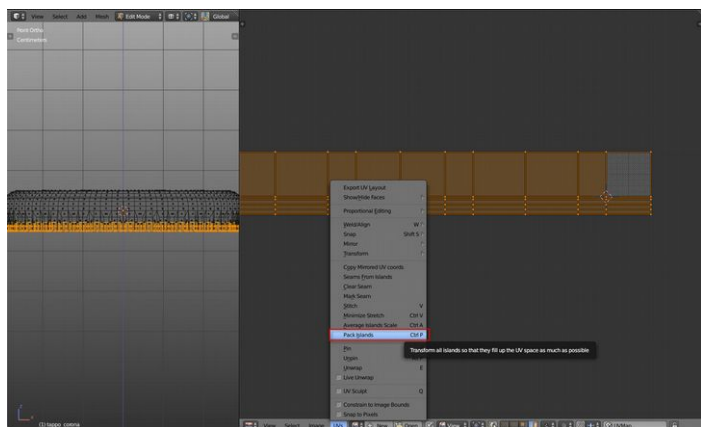 View Select Add Mesh Edit Mode Global
Front Ortho
Centimeters
Export UV Layout
Show/Hide Faces
Proportional Editing
Weld/Align W
Snap Shift S
Mirror
Transform
Copy Mirrored UV coords
Seams From Islands
Clear Seam
Mark Seam
Stitch V
Minimize Stretch Ctrl V
Average Islands Scale Ctrl A
Pack Islands Ctrl P
Transform all islands so that they fill up the UV space as much as possible
Pin
Unpin
Unwrap E
Live Unwrap
UV Sculpt Q
Constrain to Image Bounds
Snap to Pixels
(1) tappo_corona
View Select Image UVs New Open View UVMap